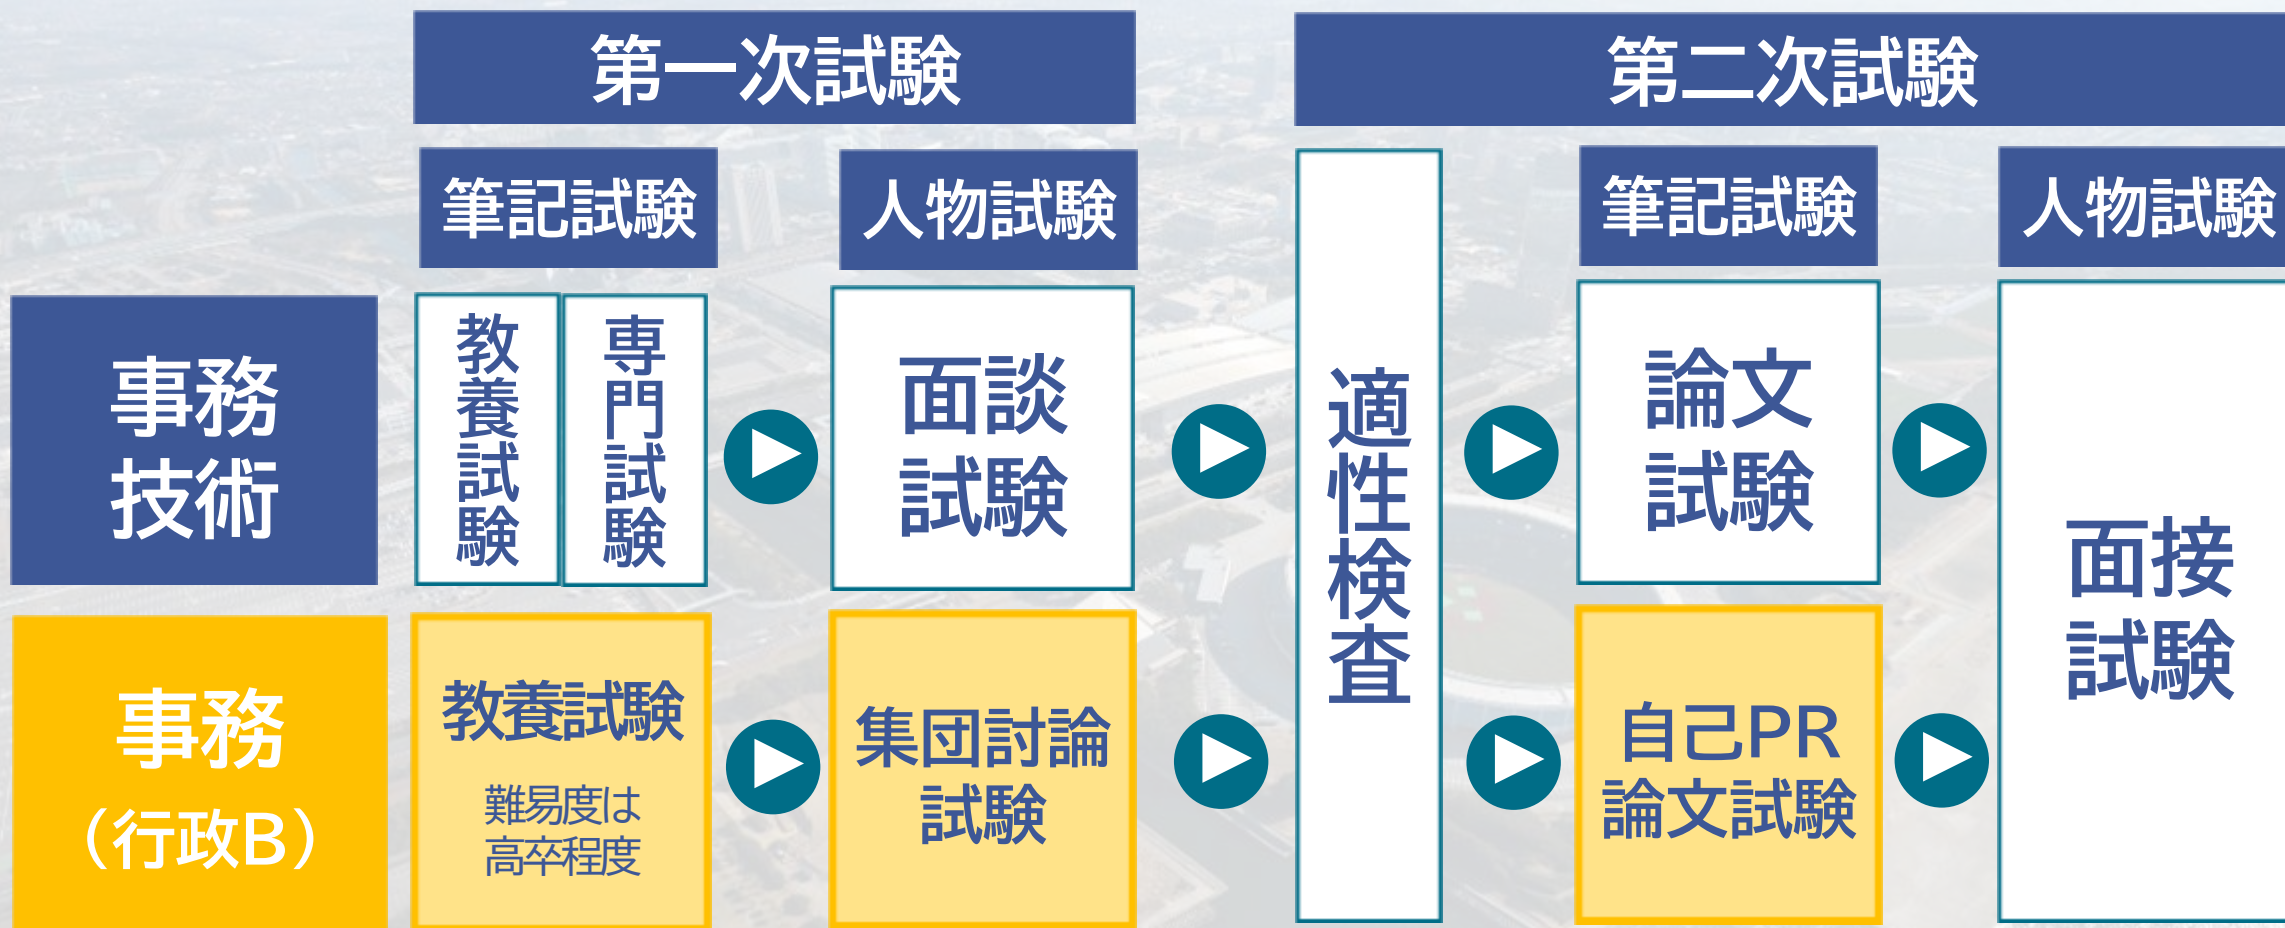 第一次試験
第二次試験
筆記試験
人物試験
筆記試験
人物試験
事務
技術
教養試験
専門試験
面談
試験
適性検査
論文
試験
面接
試験
事務
（行政B）
教養試験
難易度は
高卒程度
集団討論
試験
自己PR
論文試験